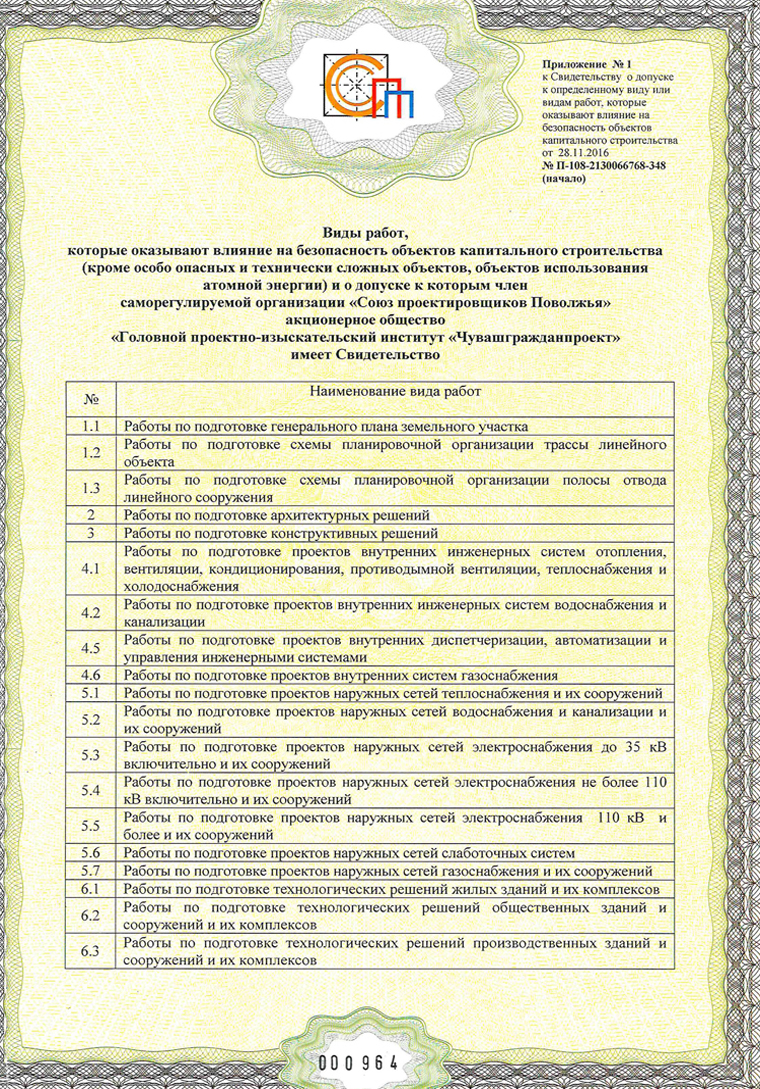 ССПП
Приложение № 1
к Свидетельству о допуске
к определенному виду или
видам работ, которые
оказывают влияние на
безопасность объектов
капитального строительства
от 28.11.2016
№ П-108-2130066768-348
(начало)
Виды работ,
которые оказывают влияние на безопасность объектов капитального строительства
(кроме особо опасных и технически сложных объектов, объектов использования
атомной энергии) и о допуске к которым член
саморегулируемой организации «Союз проектировщиков Поволжья»
акционерное общество
«Головной проектно-изыскательский институт «Чувашгражданпроект»
имеет Свидетельство
№ Наименование вида работ
1.1 Работы по подготовке генерального плана земельного участка
1.2 Работы по подготовке схемы планировочной организации трассы линейного
объекта
1.3 Работы по подготовке схемы планировочной организации полосы отвода
линейного сооружения
2 Работы по подготовке архитектурных решений
3 Работы по подготовке конструктивных решений
4.1 Работы по подготовке проектов внутренних инженерных систем отопления,
вентиляции, кондиционирования, противодымной вентиляции, теплоснабжения и
холодоснабжения
4.2 Работы по подготовке проектов внутренних инженерных систем водоснабжения и
канализации
4.5 Работы по подготовке проектов внутренних диспетчеризации, автоматизации и
управления инженерными системами
4.6 Работы по подготовке проектов внутренних систем газоснабжения
5.1 Работы по подготовке проектов наружных сетей теплоснабжения и их сооружений
5.2 Работы по подготовке проектов наружных сетей водоснабжения и канализации и
их сооружений
5.3 Работы по подготовке проектов наружных сетей электроснабжения до 35 кВ
включительно и их сооружений
5.4 Работы по подготовке проектов наружных сетей электроснабжения не более 110
кВ включительно и их сооружений
5.5 Работы по подготовке проектов наружных сетей электроснабжения 110 кВ и
более и их сооружений
5.6 Работы по подготовке проектов наружных сетей слаботочных систем
5.7 Работы по подготовке проектов наружных сетей газоснабжения и их сооружений
6.1 Работы по подготовке технологических решений жилых зданий и их комплексов
6.2 Работы по подготовке технологических решений общественных зданий и
сооружений и их комплексов
6.3 Работы по подготовке технологических решений производственных зданий и
сооружений и их комплексов
000964